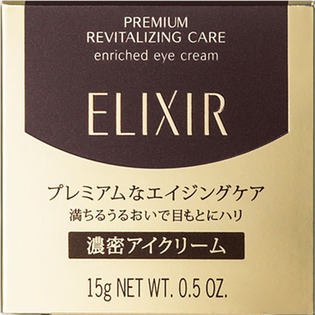 PREMIUM
REVITALIZING CARE
enriched eye cream
ELIXIR
プレミアムなエイジングケア
満ちるうるおいで目もとにハリ
濃密アイクリーム
15g NET WT. 0.5 OZ.